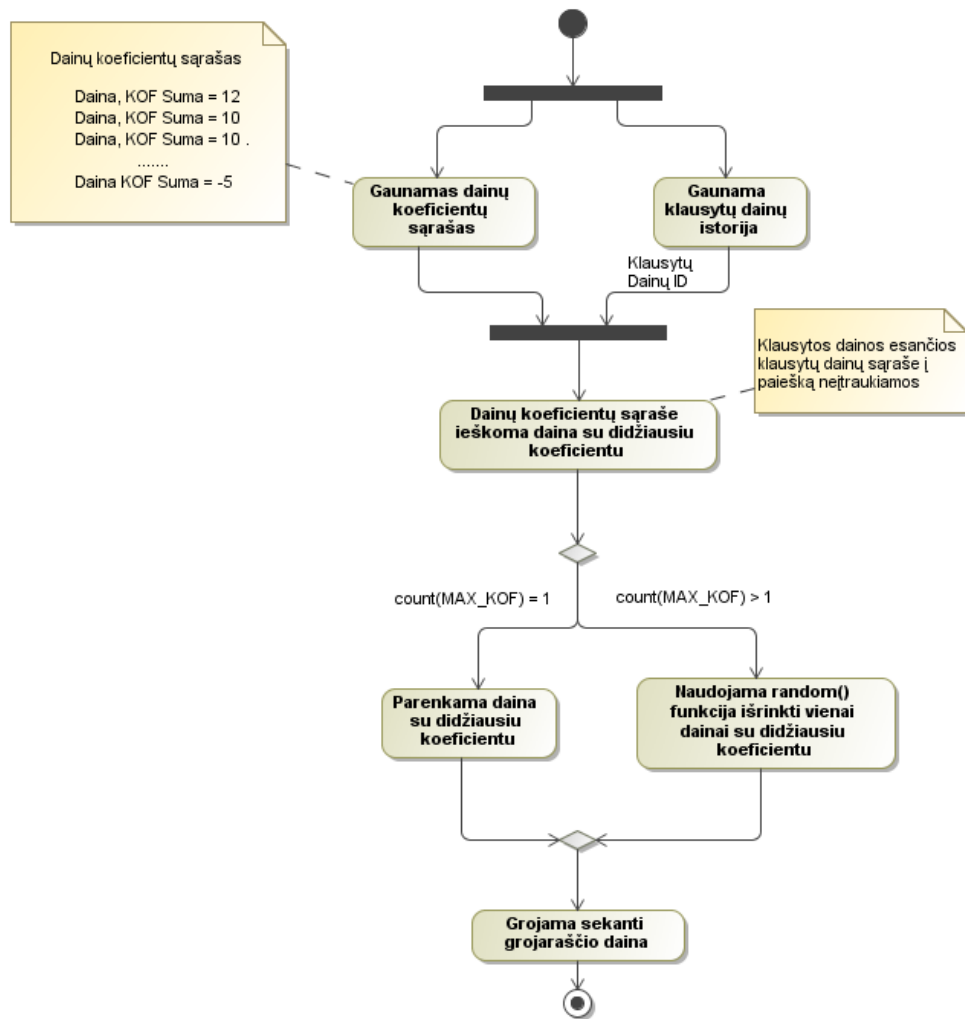 Dainų koeficientų sąrašas
Daina, KOF Suma = 12
Daina, KOF Suma = 10
Daina, KOF Suma = 10 .
.......
Daina KOF Suma = -5
Gaunamas dainų
koeficientų
sąrašas
Gaunama
klausytų dainų
istorija
Klausytų
Dainų ID
Klausytos dainos esančios
klausytų dainų sąraše į
paiešką neįtraukiamos
Dainų koeficientų sąraše
ieškoma daina su didžiausiu
koeficientu
count(MAX_KOF) = 1
count(MAX_KOF) > 1
Parenkama daina
su didžiausiu
koeficientu
Naudojama random()
funkcija išrinkti vienai
dainai su didžiausiu
koeficientu
Grojama sekanti
grojaraščio daina